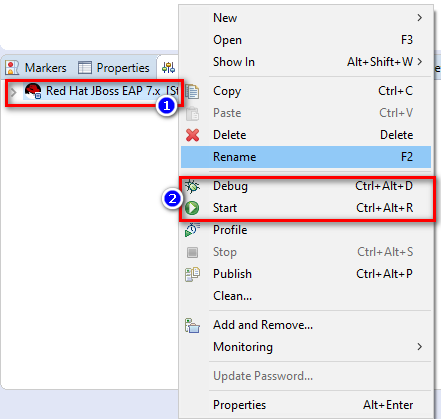 New
Open F3
Show In Alt+Shift+W
Markers Properties
Red Hat JBoss EAP 7.x [St
1
Copy Ctrl+C
Paste Ctrl+V
Delete Delete
Rename F2
2
Debug Ctrl+Alt+D
Start Ctrl+Alt+R
Profile
Stop Ctrl+Alt+S
Publish Ctrl+Alt+P
Clean...
Add and Remove...
Monitoring
Update Password...
Properties Alt+Enter